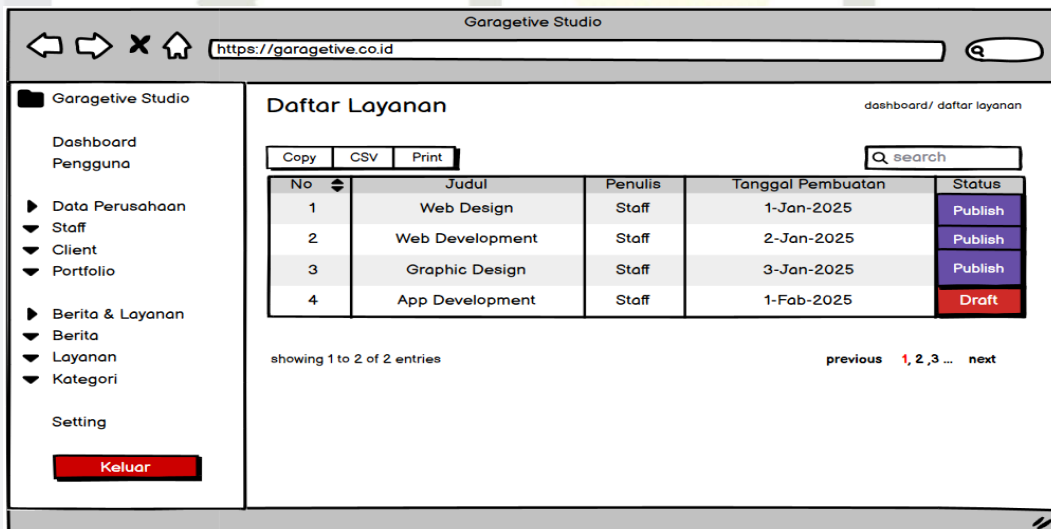 Garagetive Studio
https://garagetive.co.id
Garagetive Studio
Dashboard
Pengguna
Data Perusahaan
Staff
Client
Portfolio
Berita & Layanan
Berita
Layanan
Kategori
Setting
Keluar
Daftar Layanan
dashboard/ daftar layanan
Copy CSV Print
search
No Judul Penulis Tanggal Pembuatan Status
1 Web Design Staff 1-Jan-2025 Publish
2 Web Development Staff 2-Jan-2025 Publish
3 Graphic Design Staff 3-Jan-2025 Publish
4 App Development Staff 1-Fab-2025 Draft
showing 1 to 2 of 2 entries
previous 1, 2 ,3 ... next